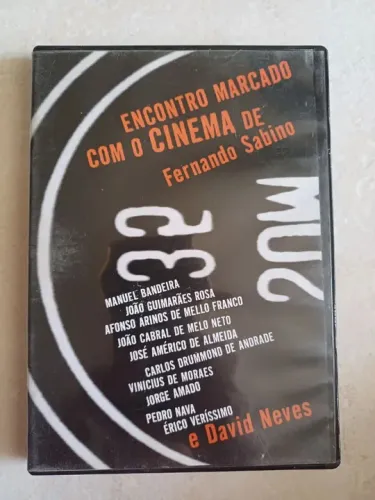 ENCONTRO MARCADO
COM O CINEMA DE
Fernando Sabino
32
MANUEL BANDEIRA
JOÃO GUIMARÃES ROSA
AFONSO ARINOS DE MELLO FRANCO
JOÃO CABRAL DE MELO NETO
JOSÉ AMÉRICO DE ALMEIDA
CARLOS DRUMMOND DE ANDRADE
VINICIUS DE MORAES
JORGE AMADO
PEDRO NAVA
ÉRICO VERÍSSIMO
e David Neves